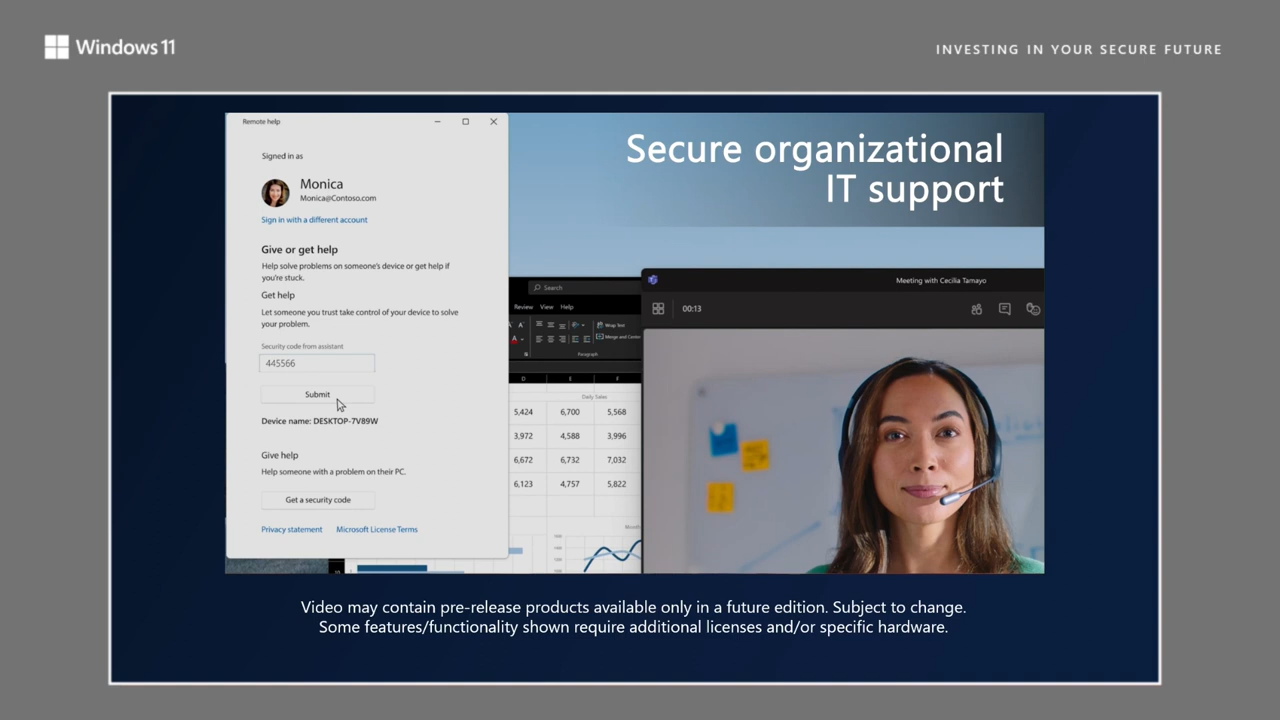 Windows 11
INVESTING IN YOUR SECURE FUTURE
Remote help
Signed in as
Monica
Monica@Contoso.com
Sign in with a different account
Give or get help
Help solve problems on someone's device or get help if
you're stuck.
Get help
Let someone you trust take control of your device to solve
your problem.
Security code from assistant
445566
Submit
Device name: DESKTOP-7V89W
Give help
Help someone with a problem on their PC.
Get a security code
Privacy statement Microsoft License Terms
Secure organizational
IT support
Search
Review View Help
Wrap Text
Merge and Center
Paragraph
D E F
Daily Sales
5,424 6,700 5,568
3,972 4,588 3,996
6,672 6,732 7,032
6,123 4,757 5,822
Meeting with Cecilia Tamayo
00:13
Video may contain pre-release products available only in a future edition. Subject to change.
Some features/functionality shown require additional licenses and/or specific hardware.